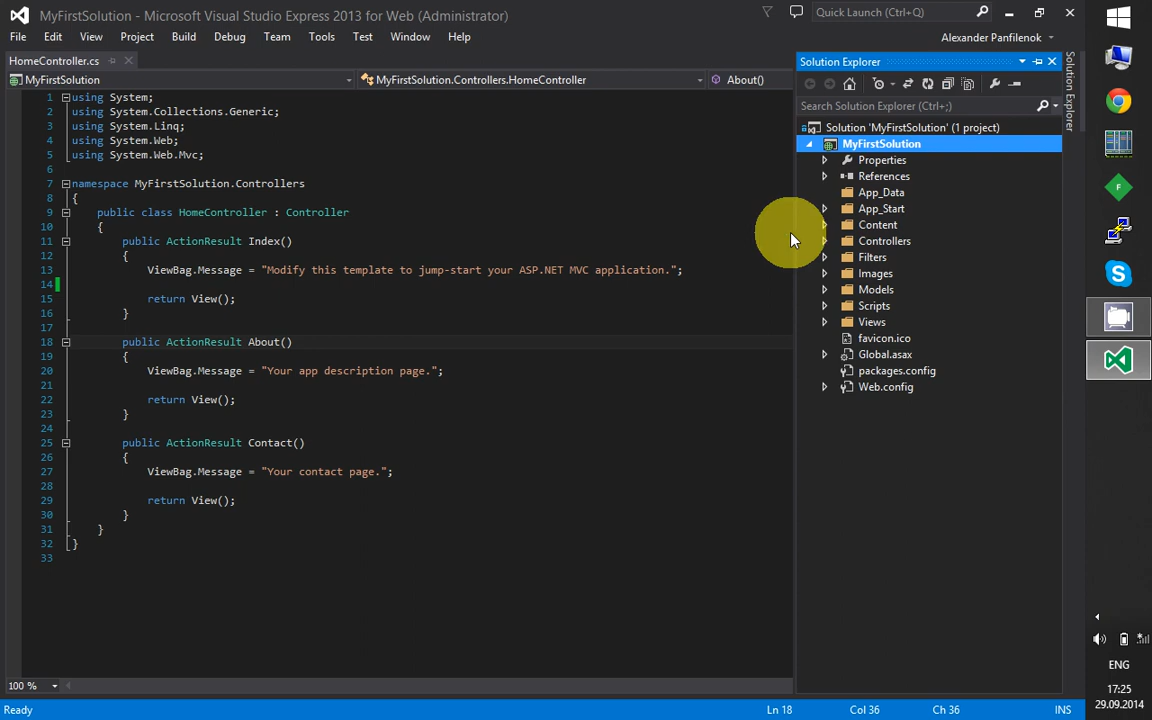 MyFirstSolution - Microsoft Visual Studio Express 2013 for Web (Administrator)
Quick Launch (Ctrl+Q)
File Edit View Project Build Debug Team Tools Test Window Help
Alexander Panfilenok
HomeController.cs
MyFirstSolution
MyFirstSolution.Controllers.HomeController
About()
1 using System;
2 using System.Collections.Generic;
3 using System.Linq;
4 using System.Web;
5 using System.Web.Mvc;
6
7 namespace MyFirstSolution.Controllers
8 {
9 public class HomeController : Controller
10 {
11 public ActionResult Index()
12 {
13 ViewBag.Message = "Modify this template to jump-start your ASP.NET MVC application.";
14
15 return View();
16 }
17
18 public ActionResult About()
19 {
20 ViewBag.Message = "Your app description page.";
21
22 return View();
23 }
24
25 public ActionResult Contact()
26 {
27 ViewBag.Message = "Your contact page.";
28
29 return View();
30 }
31 }
32 }
33
100 %
Solution Explorer
Search Solution Explorer (Ctrl+;)
Solution 'MyFirstSolution' (1 project)
MyFirstSolution
Properties
References
App_Data
App_Start
Content
Controllers
Filters
Images
Models
Scripts
Views
favicon.ico
Global.asax
packages.config
Web.config
Solution Explorer
Ready
Ln 18
Col 36
Ch 36
INS
F
ENG
17:25
29.09.2014